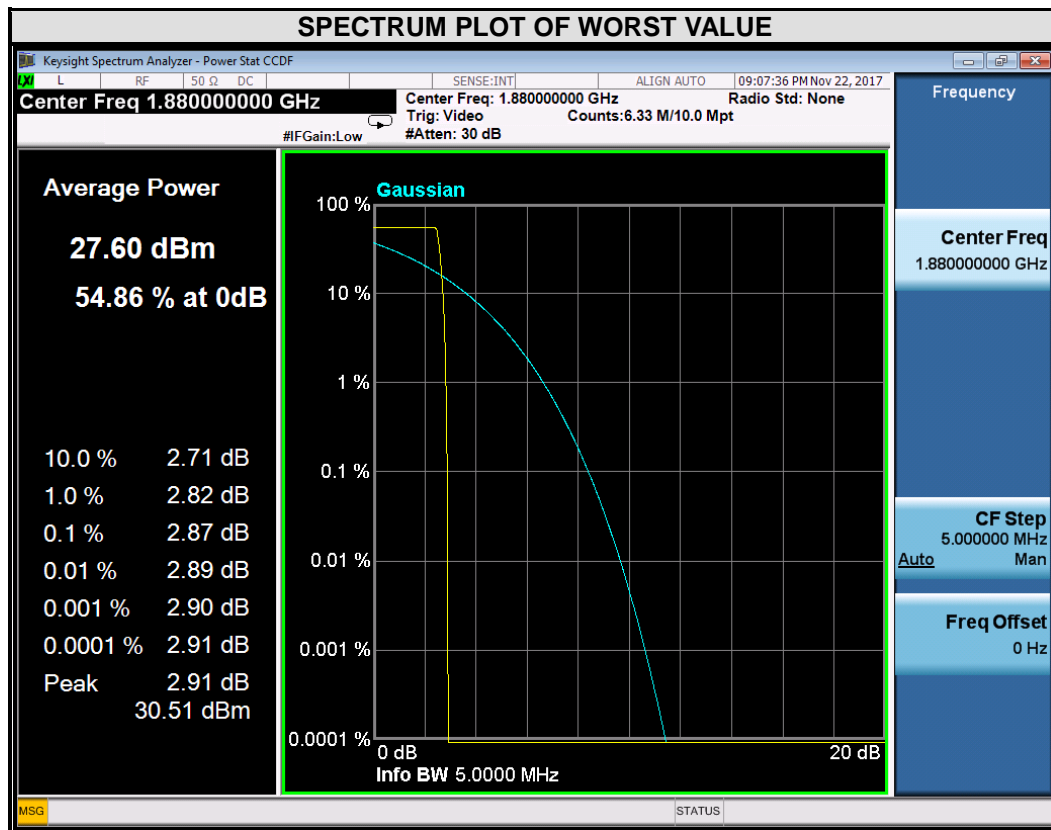 SPECTRUM PLOT OF WORST VALUE
Keysight Spectrum Analyzer - Power Stat CCDF
LXI L RF 50 Ω DC SENSE:INT ALIGN AUTO 09:07:36 PM Nov 22, 2017
Center Freq 1.880000000 GHz
Center Freq: 1.880000000 GHz Radio Std: None
Trig: Video Counts:6.33 M/10.0 Mpt
#IFGain:Low #Atten: 30 dB
Frequency
Average Power
27.60 dBm
54.86 % at 0dB
10.0 % 2.71 dB
1.0 % 2.82 dB
0.1 % 2.87 dB
0.01 % 2.89 dB
0.001 % 2.90 dB
0.0001 % 2.91 dB
Peak 2.91 dB
30.51 dBm
Gaussian
100 %
10 %
1 %
0.1 %
0.01 %
0.001 %
0.0001 %
0 dB 20 dB
Info BW 5.0000 MHz
Center Freq
1.880000000 GHz
CF Step
5.000000 MHz
Auto Man
Freq Offset
0 Hz
MSG STATUS